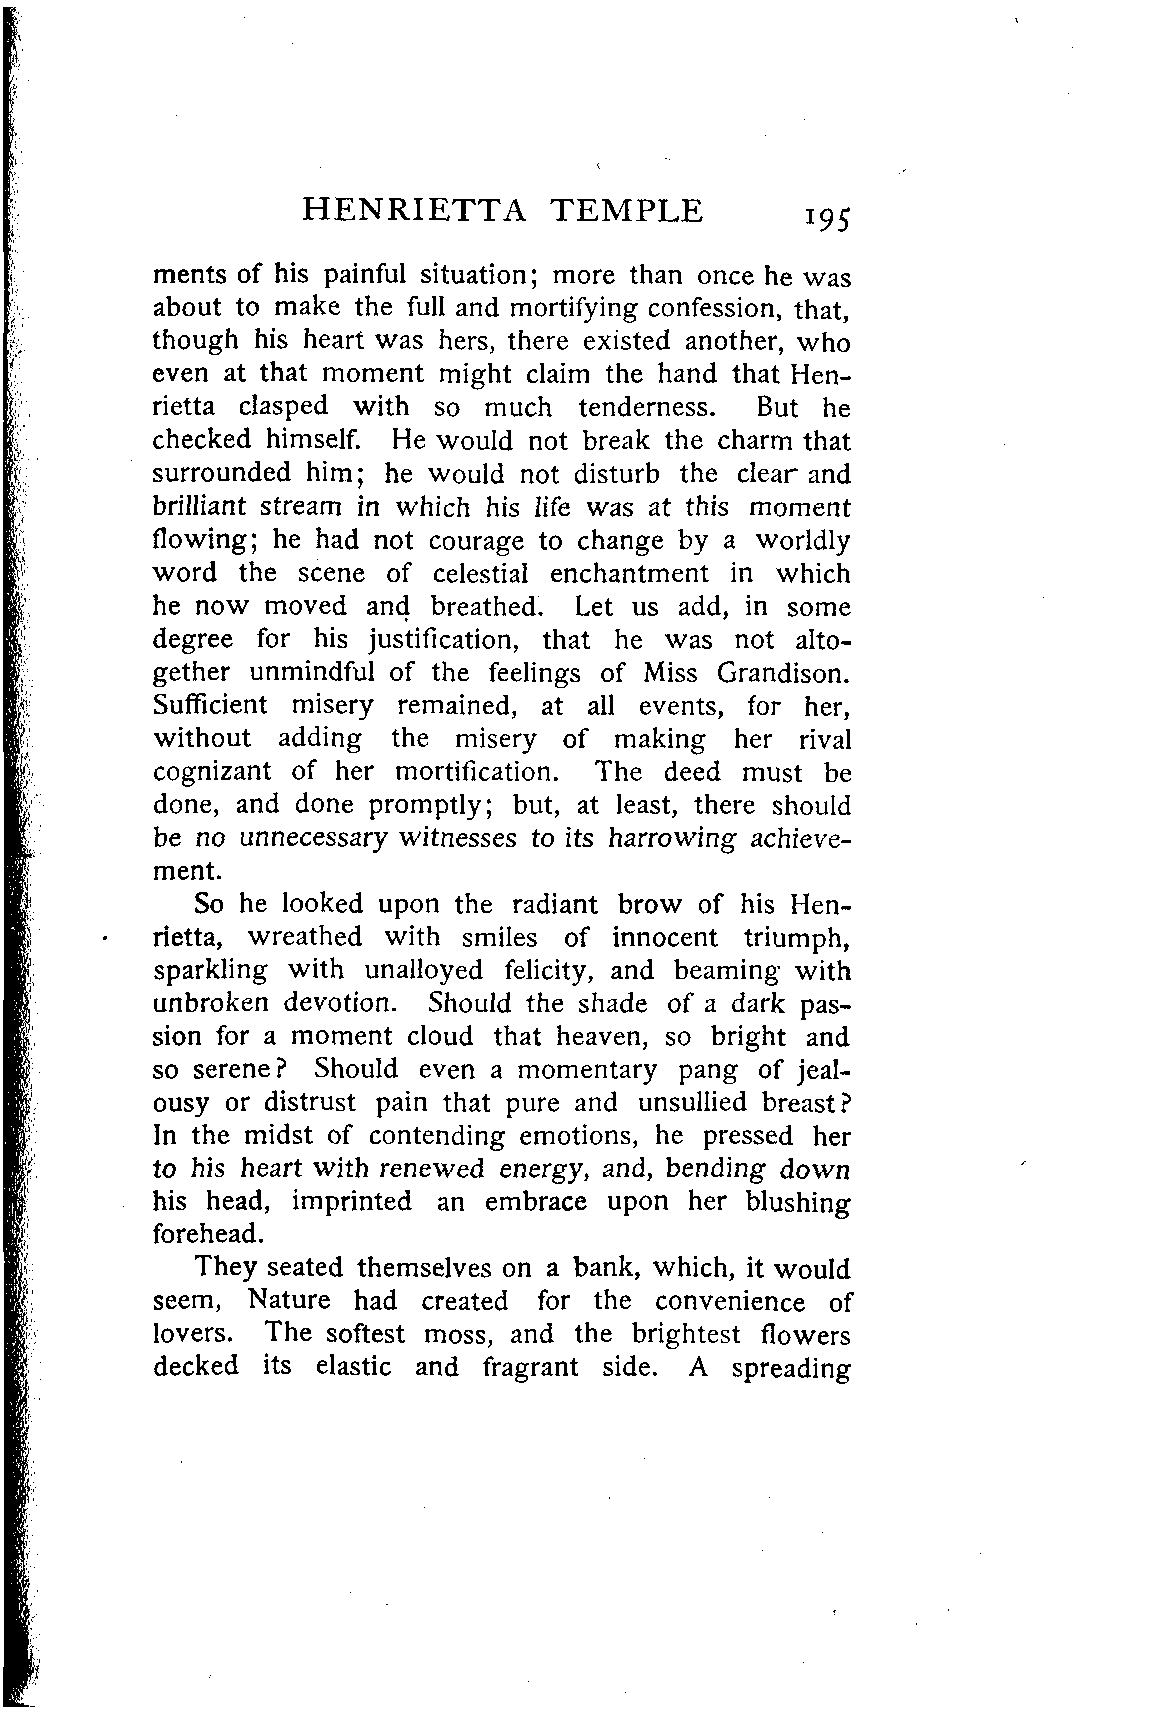 HENRIETTA TEMPLE 195
ments of his painful situation; more than once he was
about to make the full and mortifying confession, that,
though his heart was hers, there existed another, who
even at that moment might claim the hand that Hen-
rietta clasped with so much tenderness. But he
checked himself. He would not break the charm that
surrounded him; he would not disturb the clear and
brilliant stream in which his life was at this moment
flowing; he had not courage to change by a worldly
word the scene of celestial enchantment in which
he now moved and breathed. Let us add, in some
degree for his justification, that he was not alto-
gether unmindful of the feelings of Miss Grandison.
Sufficient misery remained, at all events, for her,
without adding the misery of making her rival
cognizant of her mortification. The deed must be
done, and done promptly; but, at least, there should
be no unnecessary witnesses to its harrowing achieve-
ment.
So he looked upon the radiant brow of his Hen-
rietta, wreathed with smiles of innocent triumph,
sparkling with unalloyed felicity, and beaming with
unbroken devotion. Should the shade of a dark pas-
sion for a moment cloud that heaven, so bright and
so serene? Should even a momentary pang of jeal-
ousy or distrust pain that pure and unsullied breast?
In the midst of contending emotions, he pressed her
to his heart with renewed energy, and, bending down
his head, imprinted an embrace upon her blushing
forehead.
They seated themselves on a bank, which, it would
seem, Nature had created for the convenience of
lovers. The softest moss, and the brightest flowers
decked its elastic and fragrant side. A spreading